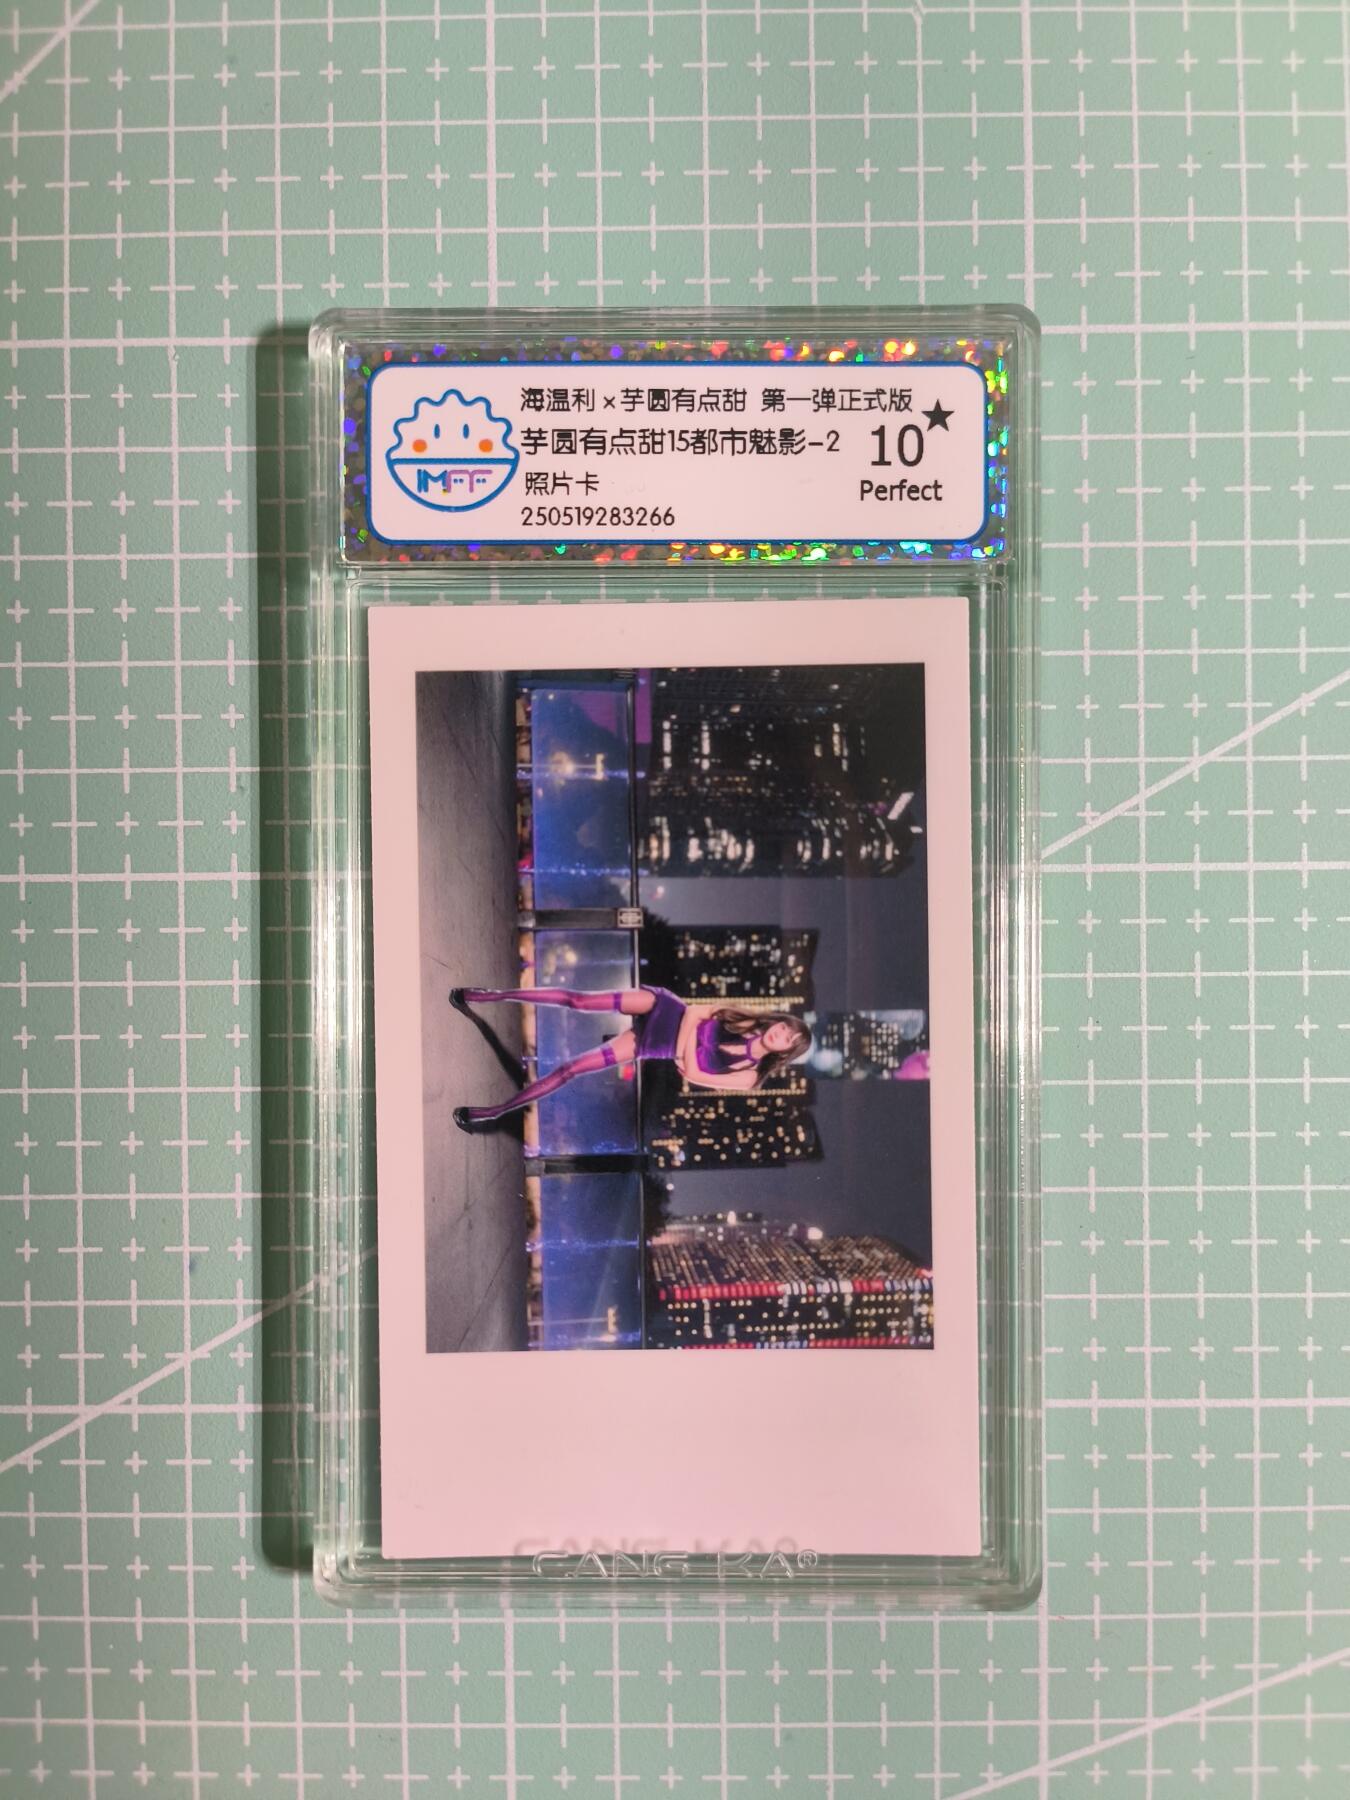 海温利×芋圆有点甜 第一弹正式版
芋圆有点甜15都市魅影-2
照片卡
250519283266
10★
Perfect
IMFF
CANG KA®